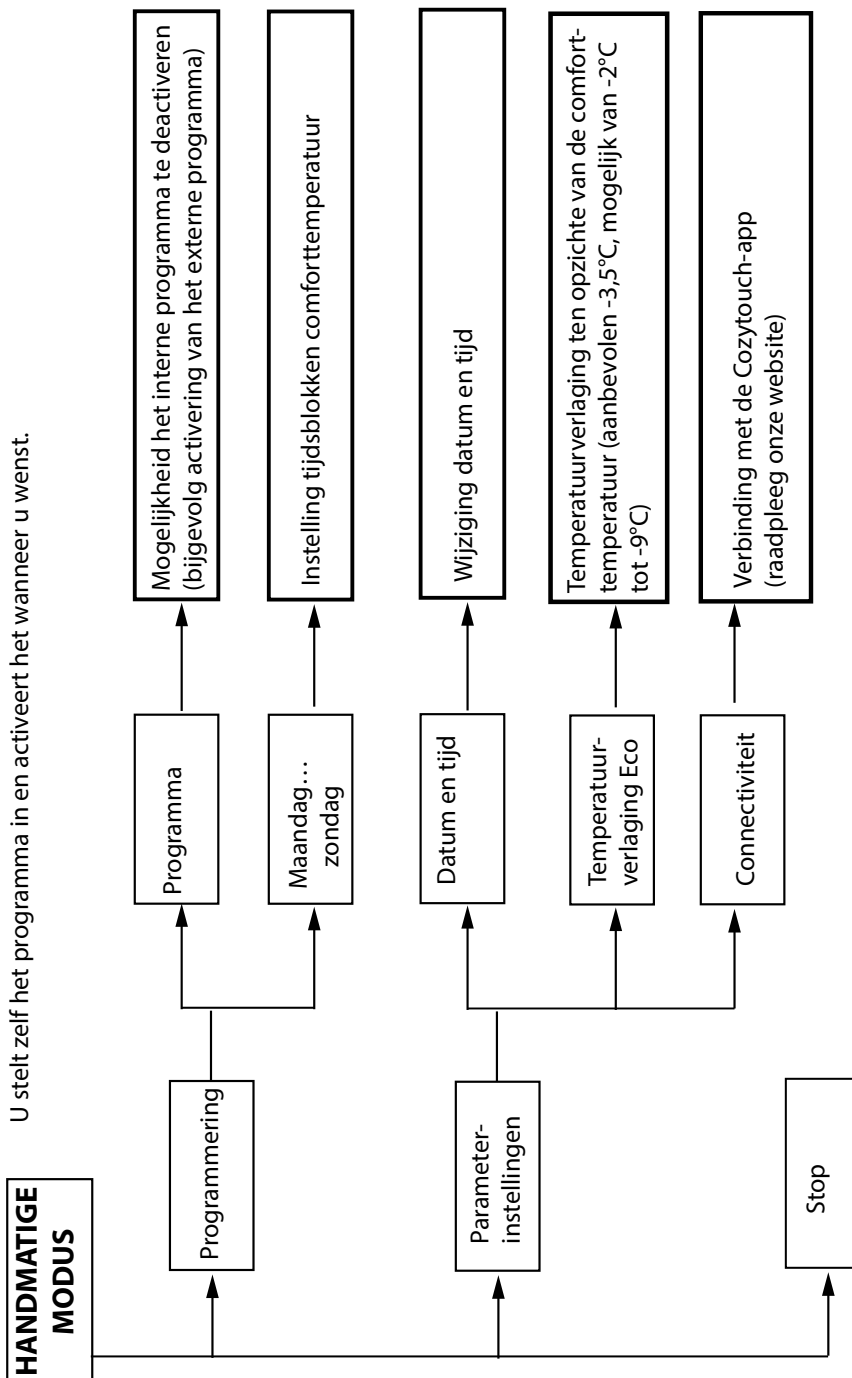 HANDMATIGE
MODUS
U stelt zelf het programma in en activeert het wanneer u wenst.
Programmering
Programma
Mogelijkheid het interne programma te deactiveren
(bijgevolg activering van het externe programma)
Maandag…
zondag
Instelling tijdsblokken comforttemperatuur
Parameter-
instellingen
Datum en tijd
Wijziging datum en tijd
Temperatuur-
verlaging Eco
Temperatuurverlaging ten opzichte van de comfort-
temperatuur (aanbevolen -3,5°C, mogelijk van -2°C
tot -9°C)
Connectiviteit
Verbinding met de Cozytouch-app
(raadpleeg onze website)
Stop